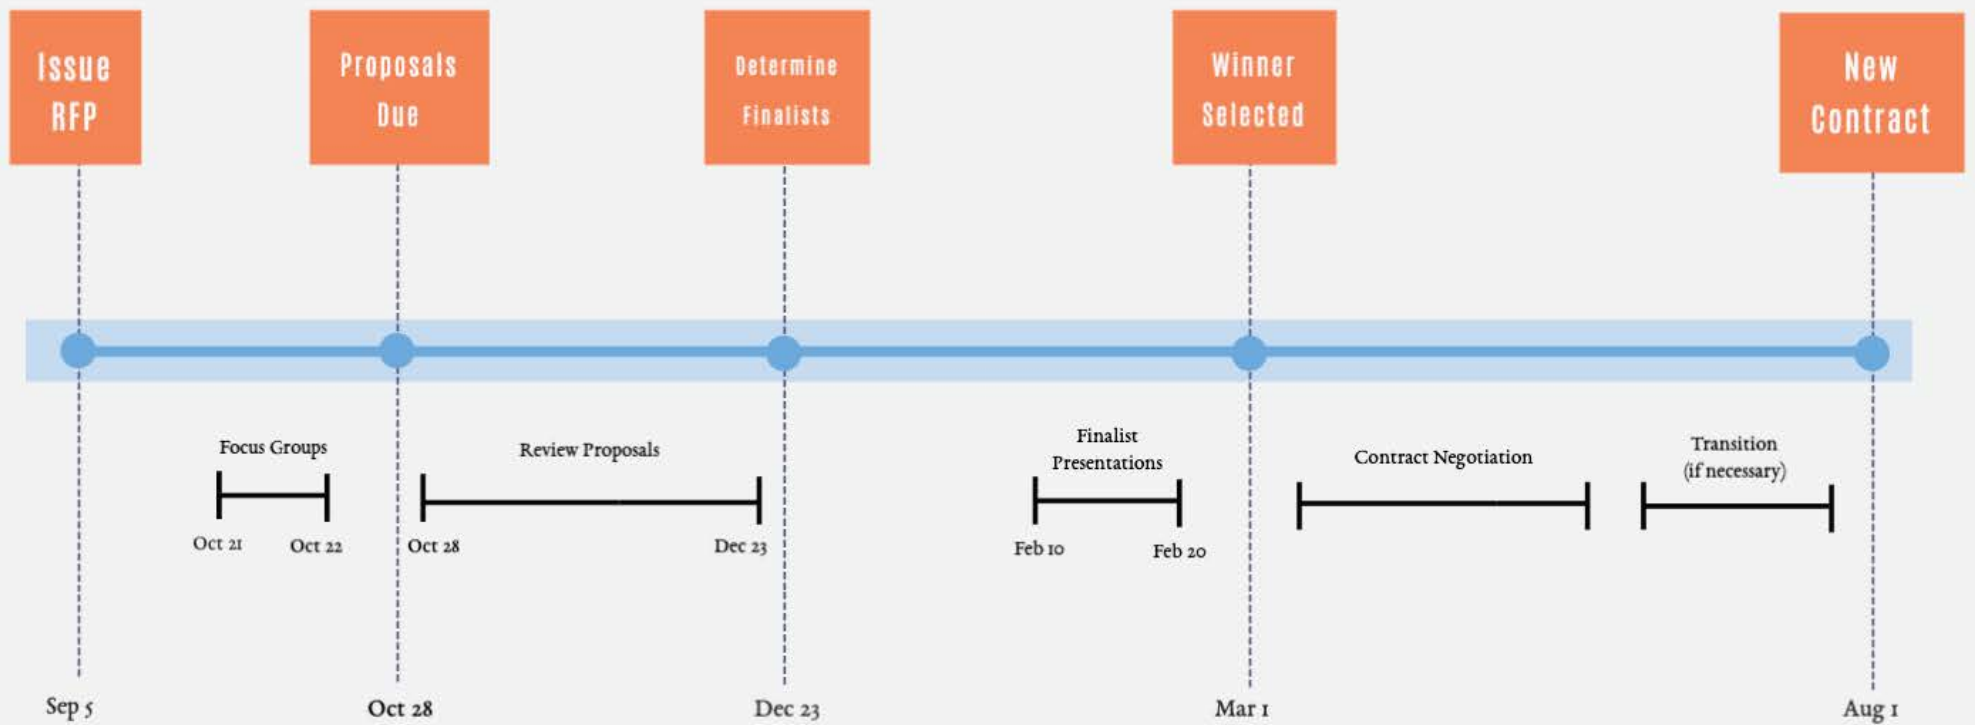 Issue
RFP
Proposals
Due
Determine
Finalists
Winner
Selected
New
Contract
Focus Groups
Oct 21
Oct 22
Review Proposals
Oct 28
Dec 23
Finalist
Presentations
Feb 10
Feb 20
Contract Negotiation
Transition
(if necessary)
Sep 5
Oct 28
Dec 23
Mar 1
Aug 1